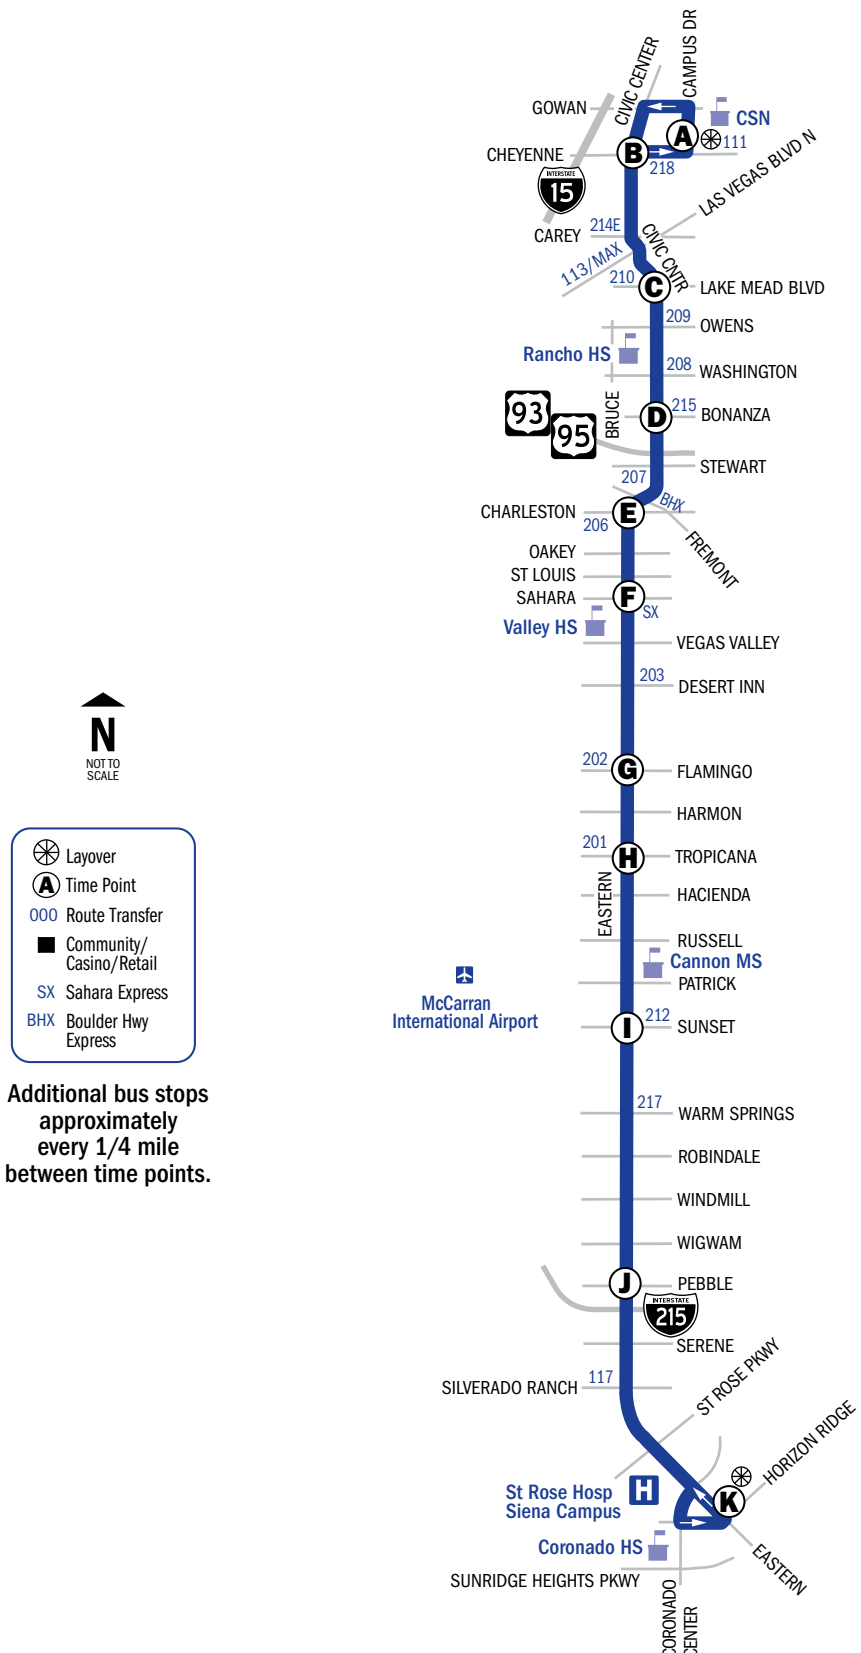 CIVIC CENTER
CAMPUS DR
GOWAN
CSN
A
111
CHEYENNE
B
218
INTERSTATE
15
LAS VEGAS BLVD N
CAREY
214E
CIVIC CNTR
113/MAX
210
C
LAKE MEAD BLVD
209
OWENS
Rancho HS
208
WASHINGTON
93
BRUCE
D
215
BONANZA
95
STEWART
207
CHARLESTON
E
BHX
206
FREMONT
OAKEY
ST LOUIS
SAHARA
F
SX
Valley HS
VEGAS VALLEY
203
DESERT INN
N
NOT TO
SCALE
202
G
FLAMINGO
HARMON
201
H
TROPICANA
EASTERN
HACIENDA
Layover
A Time Point
000 Route Transfer
Community/
Casino/Retail
SX Sahara Express
BHX Boulder Hwy
Express
RUSSELL
Cannon MS
PATRICK
McCarran
International Airport
I
212
SUNSET
Additional bus stops
approximately
every 1/4 mile
between time points.
217
WARM SPRINGS
ROBINDALE
WINDMILL
WIGWAM
J
PEBBLE
INTERSTATE
215
SERENE
SILVERADO RANCH
117
ST ROSE PKWY
HORIZON RIDGE
K
St Rose Hosp
Siena Campus
H
Coronado HS
EASTERN
SUNRIDGE HEIGHTS PKWY
CORONADO
CENTER